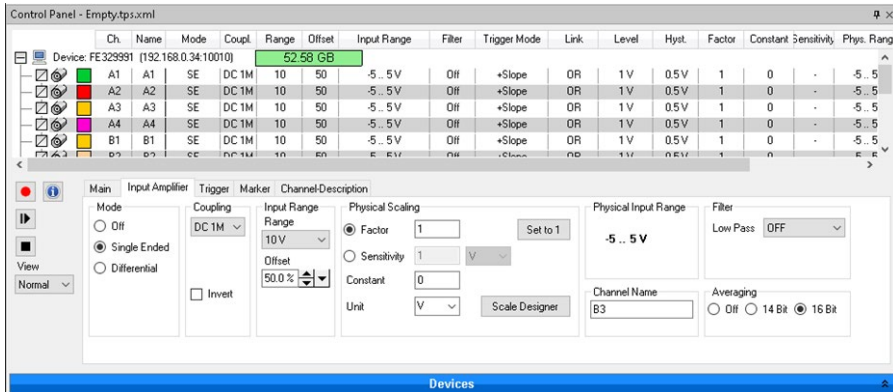 Control Panel - Empty.tps.xml
Ch. Name Mode Coupl. Range Offset Input Range Filter Trigger Mode Link Level Hyst. Factor Constant Sensitivity Phys. Rang
Device: FE329991 (192.168.0.34:10010) 52.58 GB
A1 A1 SE DC 1M 10 50 -5 .. 5 V Off +Slope OR 1 V 0.5 V 1 0 - -5 .. 5
A2 A2 SE DC 1M 10 50 -5 .. 5 V Off +Slope OR 1 V 0.5 V 1 0 - -5 .. 5
A3 A3 SE DC 1M 10 50 -5 .. 5 V Off +Slope OR 1 V 0.5 V 1 0 - -5 .. 5
A4 A4 SE DC 1M 10 50 -5 .. 5 V Off +Slope OR 1 V 0.5 V 1 0 - -5 .. 5
B1 B1 SE DC 1M 10 50 -5 .. 5 V Off +Slope OR 1 V 0.5 V 1 0 - -5 .. 5
Main Input Amplifier Trigger Marker Channel-Description
Mode Coupling Input Range Physical Scaling Physical Input Range Filter
Off DC 1M Range Factor 1 Set to 1 Low Pass OFF
Single Ended 10 V -5 .. 5 V
View Differential Offset Sensitivity 1 V
Normal 50.0 % Constant 0
Invert Channel Name Averaging
Unit V Scale Designer B3 Off 14 Bit 16 Bit
Devices